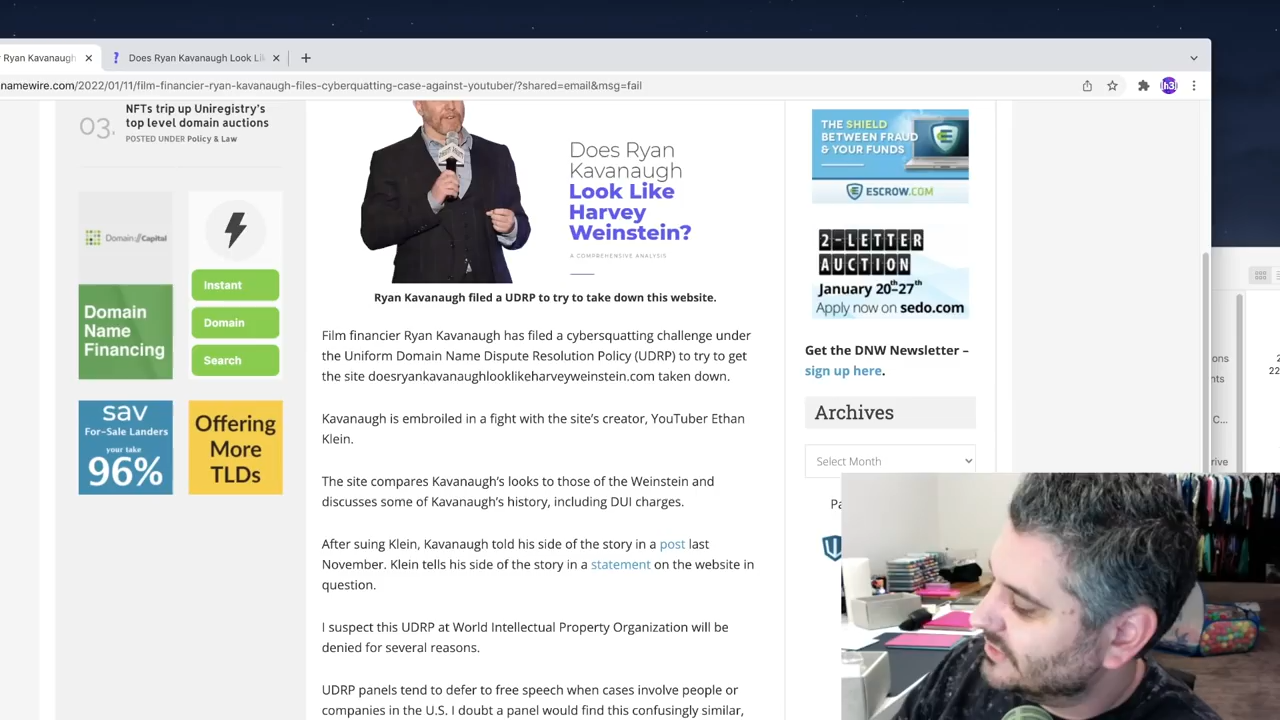 Ryan Kavanaugh
Does Ryan Kavanaugh Look Li
namewire.com/2022/01/11/film-financier-ryan-kavanaugh-files-cyberquatting-case-against-youtuber/?shared=email&msg=fail
h3
03.
NFTs trip up Uniregistry's
top level domain auctions
POSTED UNDER Policy & Law
Domain Capital
Domain
Name
Financing
Instant
Domain
Search
sav
For-Sale Landers
your take
96%
Offering
More
TLDs
Does Ryan
Kavanaugh
Look Like
Harvey
Weinstein?
A COMPREHENSIVE ANALYSIS
Ryan Kavanaugh filed a UDRP to try to take down this website.
Film financier Ryan Kavanaugh has filed a cybersquatting challenge under
the Uniform Domain Name Dispute Resolution Policy (UDRP) to try to get
the site doesryankavanaughlooklikeharveyweinstein.com taken down.
Kavanaugh is embroiled in a fight with the site's creator, YouTuber Ethan
Klein.
The site compares Kavanaugh's looks to those of the Weinstein and
discusses some of Kavanaugh's history, including DUI charges.
After suing Klein, Kavanaugh told his side of the story in a post last
November. Klein tells his side of the story in a statement on the website in
question.
I suspect this UDRP at World Intellectual Property Organization will be
denied for several reasons.
UDRP panels tend to defer to free speech when cases involve people or
companies in the U.S. I doubt a panel would find this confusingly similar,
THE SHIELD
BETWEEN FRAUD
& YOUR FUNDS
ESCROW.COM
2-LETTER
AUCTION
January 20th-27th
Apply now on sedo.com
Get the DNW Newsletter –
sign up here.
Archives
Select Month
Pa
ons
nts
C...
rive
2
22